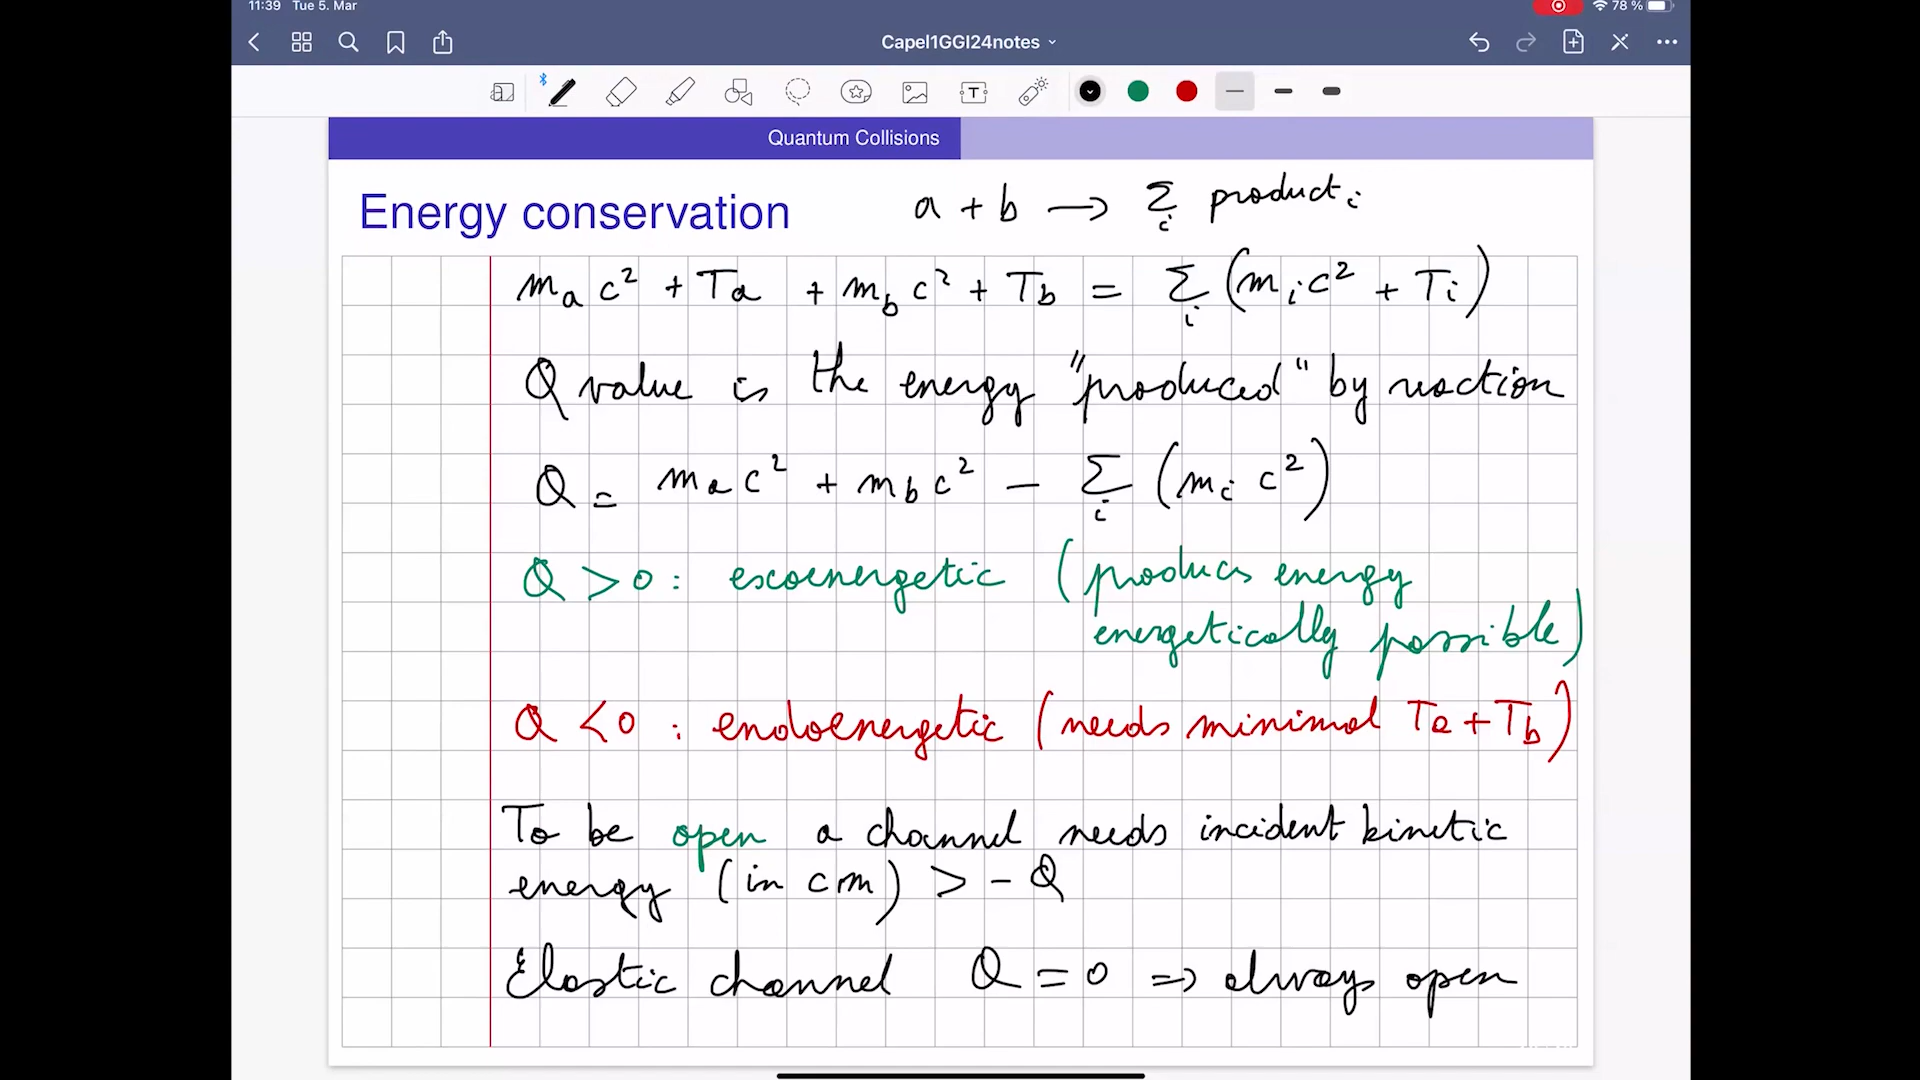 11:39 Tue 5. Mar
78 %
Capel1GGI24notes
T
Quantum Collisions
Energy conservation a + b → Σ_i product_i
m_a c² + T_a + m_b c² + T_b = Σ_i (m_i c² + T_i)
Q value is the energy "produced" by reaction
Q = m_a c² + m_b c² − Σ_i (m_i c²)
Q > 0 : exoenergetic (produces energy
energetically possible)
Q < 0 : endoenergetic (needs minimal T_a + T_b)
To be open a channel needs incident kinetic
energy (in cm) > − Q
Elastic channel Q = 0 ⇒ always open